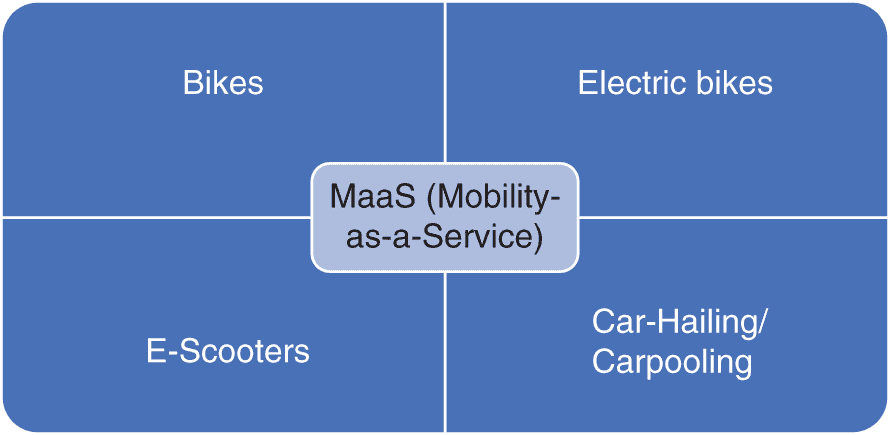 Bikes
Electric bikes
MaaS (Mobility-
as-a-Service)
E-Scooters
Car-Hailing/
Carpooling